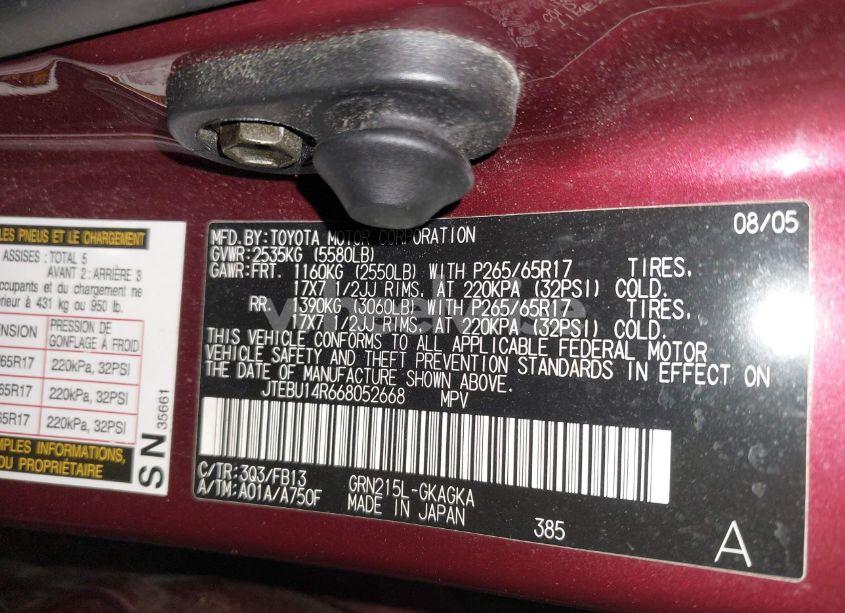 LES PNEUS ET LE CHARGEMENT
ASSISES : TOTAL 5
AVANT 2 : ARRIÈRE 3
occupants et du chargement ne
431 kg ou 950 lb.
PRESSION DE
GONFLAGE À FROID
65R17 220kPa, 32PSI
65R17 220kPa, 32PSI
65R17 220kPa, 32PSI
INFORMATIONS,
DU PROPRIÉTAIRE
SN
35661
08/05
MFD.BY:TOYOTA MOTOR CORPORATION
GVWR:2535KG (5580LB)
GAWR:FRT. 1160KG (2550LB) WITH P265/65R17 TIRES,
17X7 1/2JJ RIMS, AT 220KPA (32PSI) COLD.
RR. 1390KG (3060LB) WITH P265/65R17 TIRES,
17X7 1/2JJ RIMS, AT 220KPA (32PSI) COLD.
THIS VEHICLE CONFORMS TO ALL APPLICABLE FEDERAL MOTOR
VEHICLE SAFETY AND THEFT PREVENTION STANDARDS IN EFFECT ON
THE DATE OF MANUFACTURE SHOWN ABOVE.
JTEBU14R668052668 MPV
C/TR:3Q3/FB13 GRN215L-GKAGKA
A/TM:A01A/A750F MADE IN JAPAN
385
A